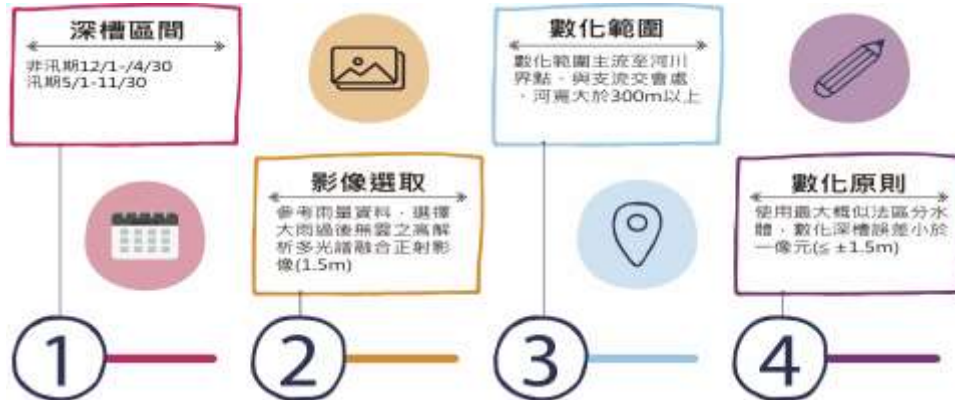 深槽區間
非汛期12/1-/4/30
汛期5/1-11/30
1
影像選取
參考雨量資料，選擇
大雨過後無雲之高解
析多光譜融合正射影
像(1.5m)
2
數化範圍
數化範圍主流至河川
界點、與支流交會處
、河寬大於300m以上
3
數化原則
使用最大概似法區分水
體，數化深槽誤差小於
一像元(≦ ±1.5m)
4